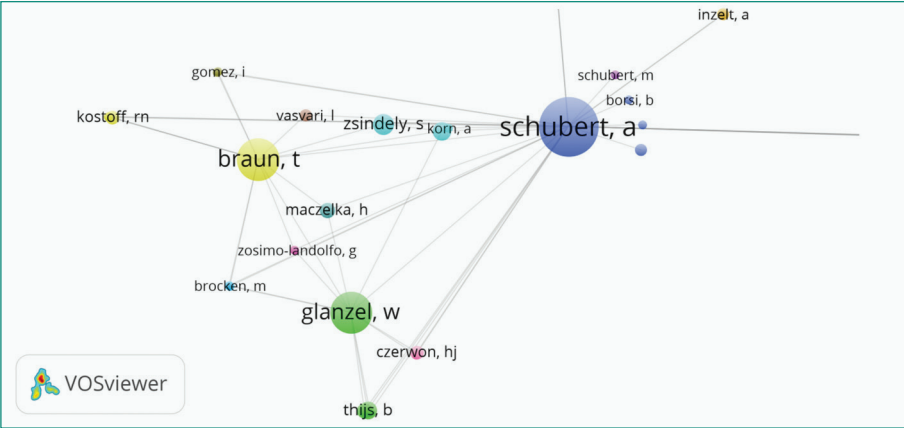 inzelt, a
gomez, i
schubert, m
borsi, b
kostoff, rn
vasvari, l
zsindely, s
korn, a
schubert, a
braun, t
maczelka, h
zosimo-landolfo, g
brocken, m
glanzel, w
czerwon, hj
VOSviewer
thijs, b